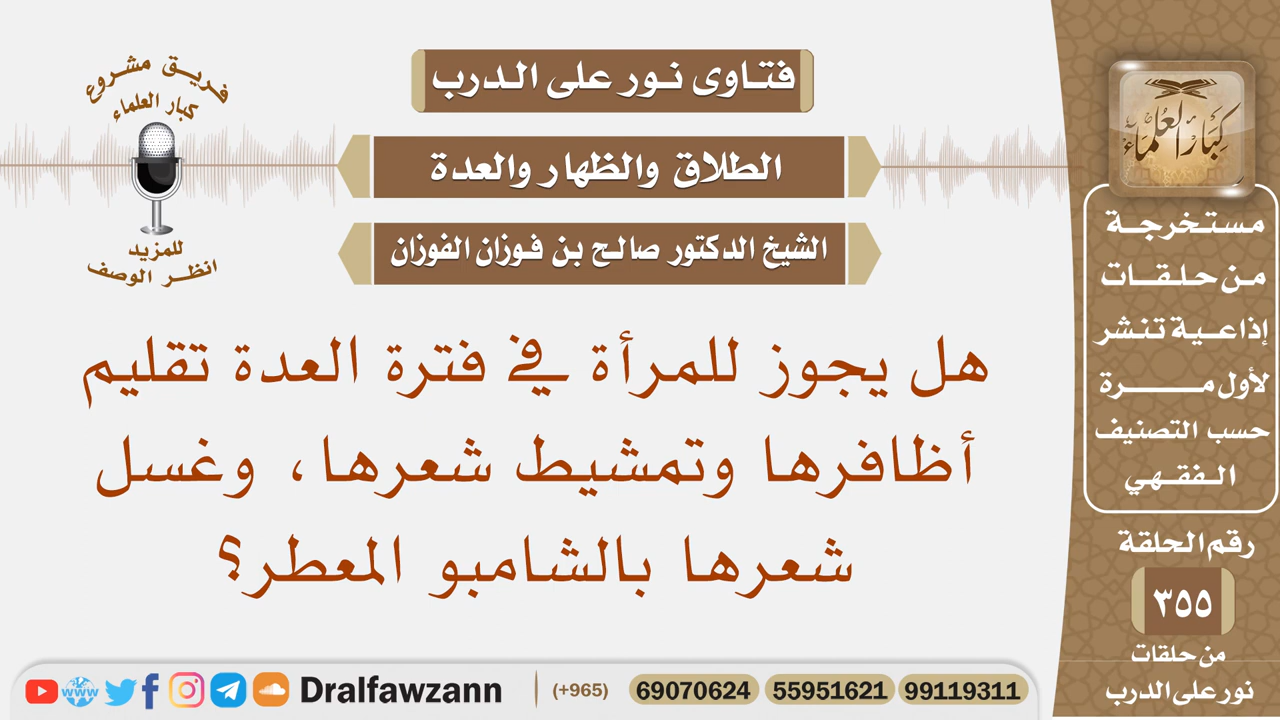 فتاوى نور على الدرب
الطلاق والظهار والعدة
الشيخ الدكتور صالح بن فوزان الفوزان
فريق مشروع
كبار العلماء
للمزيد
انظر الوصف
هل يجوز للمرأة في فترة العدة تقليم
أظافرها وتمشيط شعرها، وغسل
شعرها بالشامبو المعطر؟
كبار العلماء
مستخرجة
من حلقات
إذاعية تنشر
لأول مرة
حسب التصنيف
الفقهي
رقم الحلقة
٣٥٥
من حلقات
نور على الدرب
www Dralfawzann (+965) 69070624 55951621 99119311